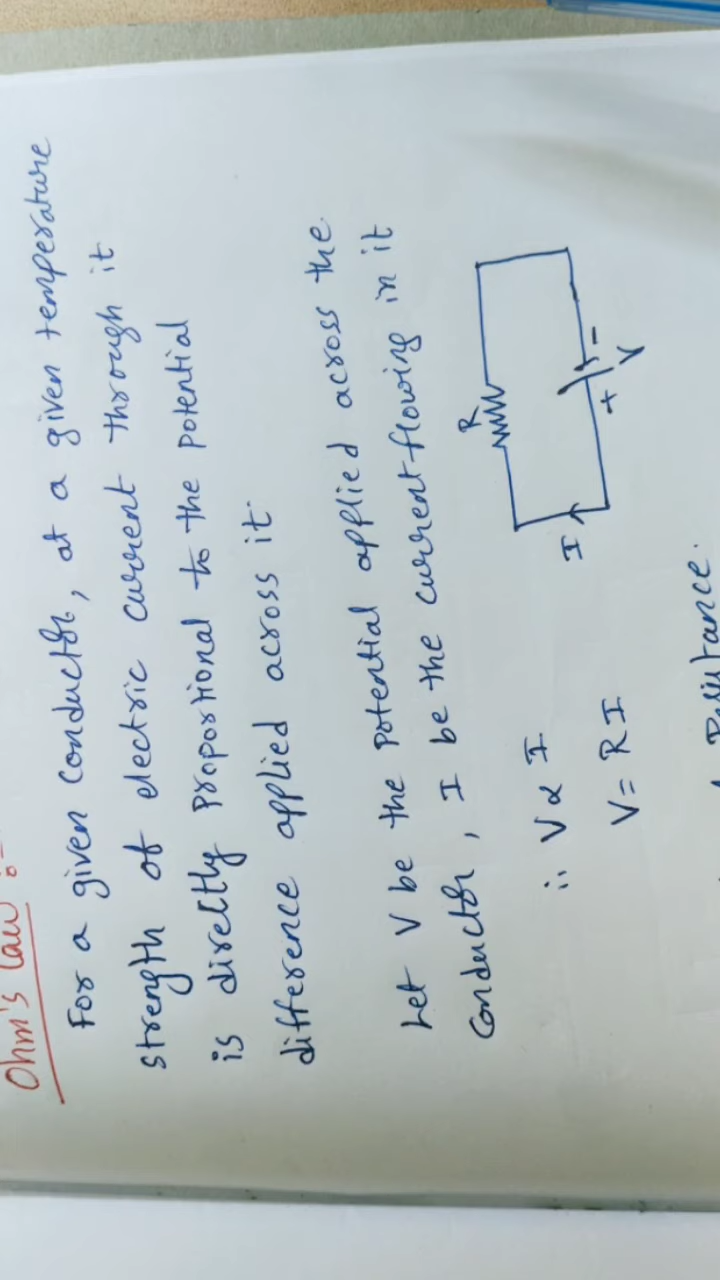 Ohm's Law :-
For a given conductor, at a given temperature
strength of electric current through it
is directly proportional to the potential
difference applied across it.
Let V be the potential applied across the
conductor, I be the current flowing in it
R
I
+ -
V
∴ V ∝ I
V = RI
Resistance.